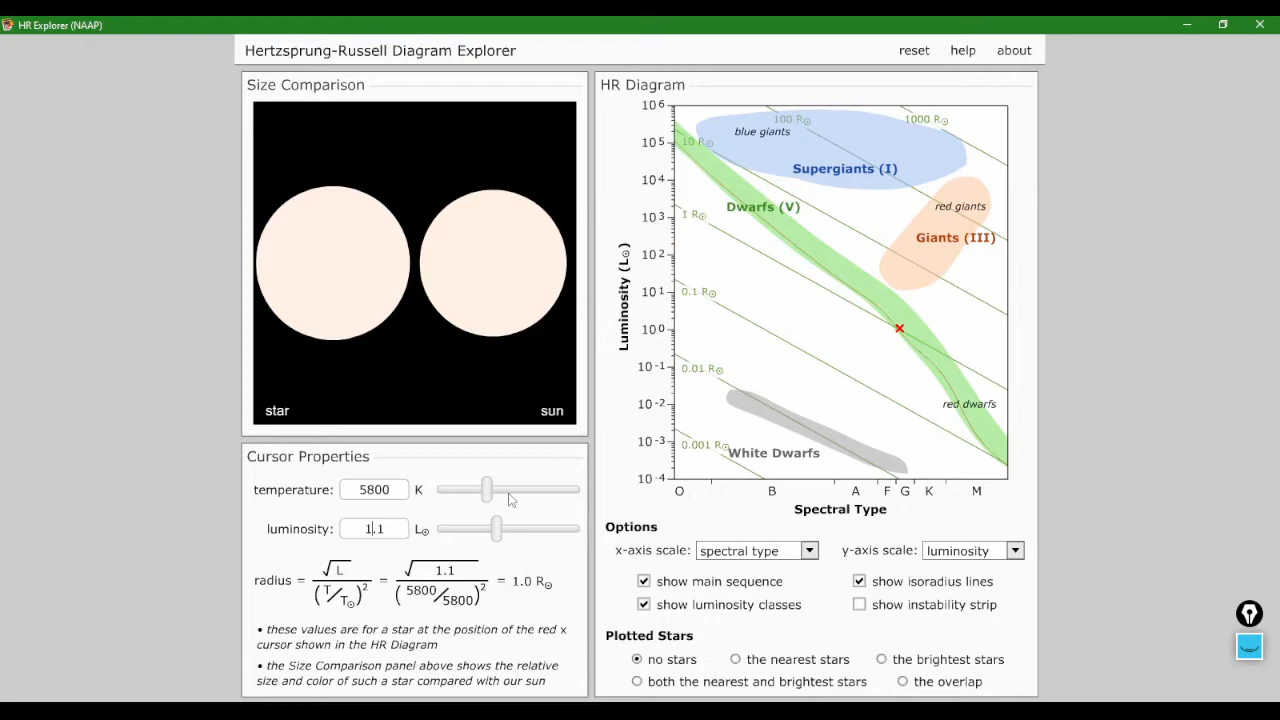 HR Explorer (NAAP)
Hertzsprung-Russell Diagram Explorer
reset help about
Size Comparison
star sun
Cursor Properties
temperature: 5800 K
luminosity: 1.1 L⊙
radius = √L / (T/T⊙)² = √1.1 / (5800/5800)² = 1.0 R⊙
• these values are for a star at the position of the red x
cursor shown in the HR Diagram
• the Size Comparison panel above shows the relative
size and color of such a star compared with our sun
HR Diagram
Luminosity (L⊙)
10⁶
10⁵
10⁴
10³
10²
10¹
10⁰
10⁻¹
10⁻²
10⁻³
10⁻⁴
100 R⊙
1000 R⊙
blue giants
10 R⊙
Supergiants (I)
Dwarfs (V)
red giants
1 R⊙
Giants (III)
0.1 R⊙
0.01 R⊙
red dwarfs
0.001 R⊙
White Dwarfs
O B A F G K M
Spectral Type
Options
x-axis scale: spectral type y-axis scale: luminosity
show main sequence show isoradius lines
show luminosity classes show instability strip
Plotted Stars
no stars the nearest stars the brightest stars
both the nearest and brightest stars the overlap